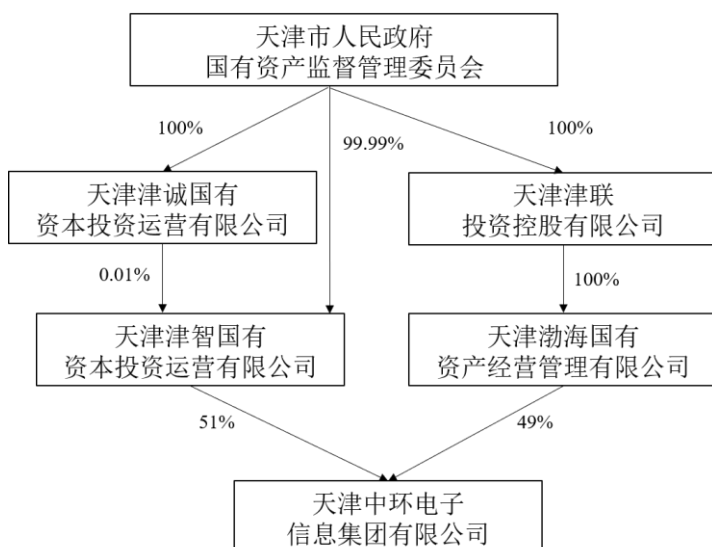 天津市人民政府
国有资产监督管理委员会
100%
99.99%
100%
天津津诚国有
资本投资运营有限公司
天津津联
投资控股有限公司
0.01%
100%
天津津智国有
资本投资运营有限公司
天津渤海国有
资产经营管理有限公司
51%
49%
天津中环电子
信息集团有限公司